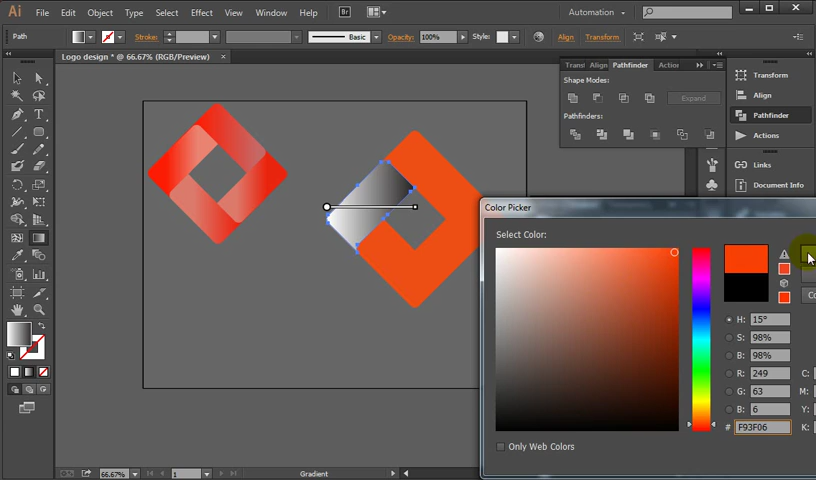 Ai File Edit Object Type Select Effect View Window Help Br Automation
Path Stroke: Basic Opacity: 100% Style: Align Transform
Logo design * @ 66.67% (RGB/Preview) ×
Align Pathfinder
Shape Modes:
Expand
Pathfinders:
Transform
Align
Pathfinder
Actions
Links
Document Info
Color Picker
Select Color:
H: 15°
S: 98%
B: 98%
R: 249 C:
G: 63 M:
B: 6 Y:
# F93F06 K:
Only Web Colors
66.67% 1 Gradient